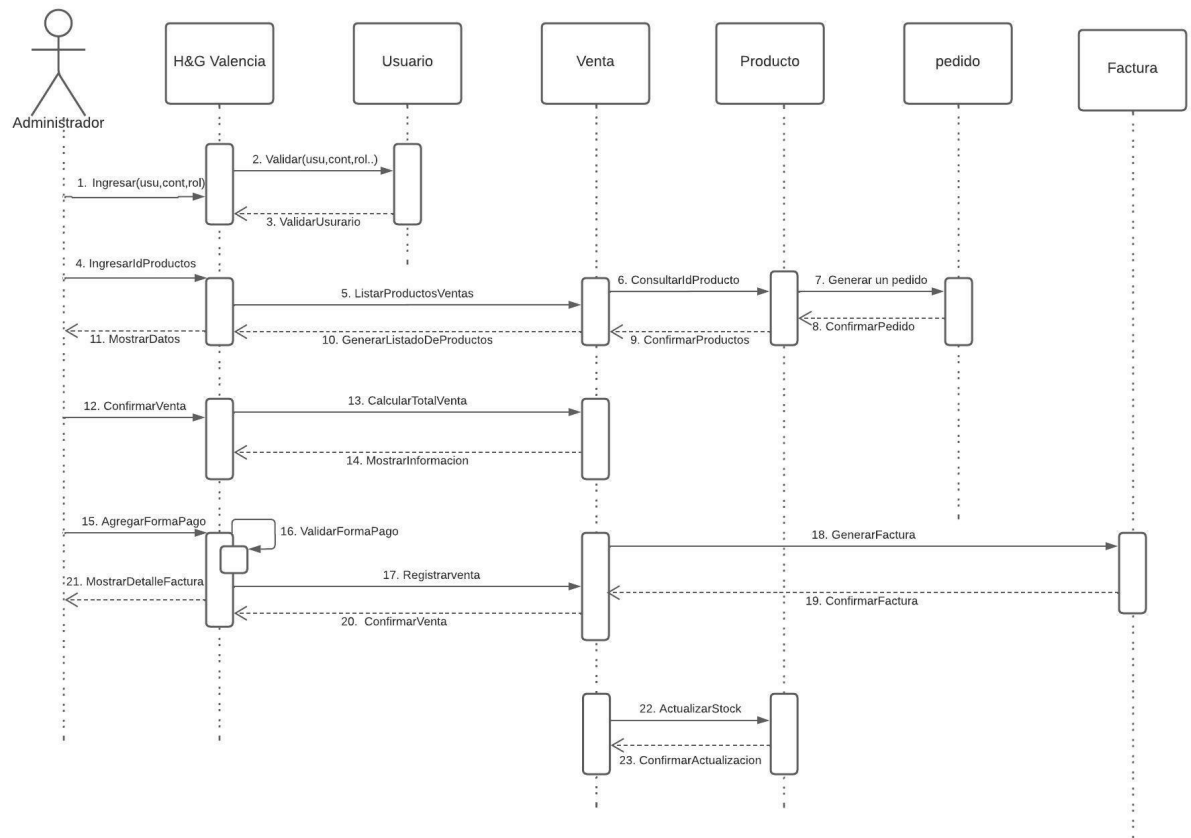 H&G Valencia
Usuario
Venta
Producto
pedido
Factura
Administrador
2. Validar(usu,cont,rol..)
1. Ingresar(usu,cont,rol)
3. ValidarUsurario
4. IngresarIdProductos
5. ListarProductosVentas
6. ConsultarIdProducto
7. Generar un pedido
8. ConfirmarPedido
9. ConfirmarProductos
10. GenerarListadoDeProductos
11. MostrarDatos
12. ConfirmarVenta
13. CalcularTotalVenta
14. MostrarInformacion
15. AgregarFormaPago
16. ValidarFormaPago
17. Registrarventa
18. GenerarFactura
19. ConfirmarFactura
20. ConfirmarVenta
21. MostrarDetalleFactura
22. ActualizarStock
23. ConfirmarActualizacion